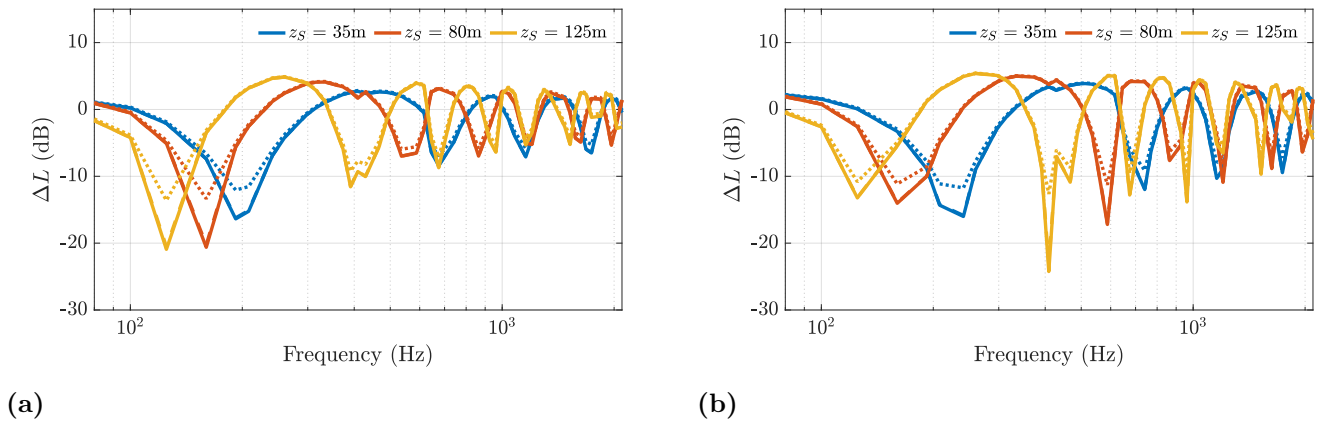 z_S = 35m z_S = 80m z_S = 125m
10
0
-10
-20
-30
ΔL (dB)
10^2
10^3
Frequency (Hz)
(a)
z_S = 35m z_S = 80m z_S = 125m
10
0
-10
-20
-30
ΔL (dB)
10^2
10^3
Frequency (Hz)
(b)